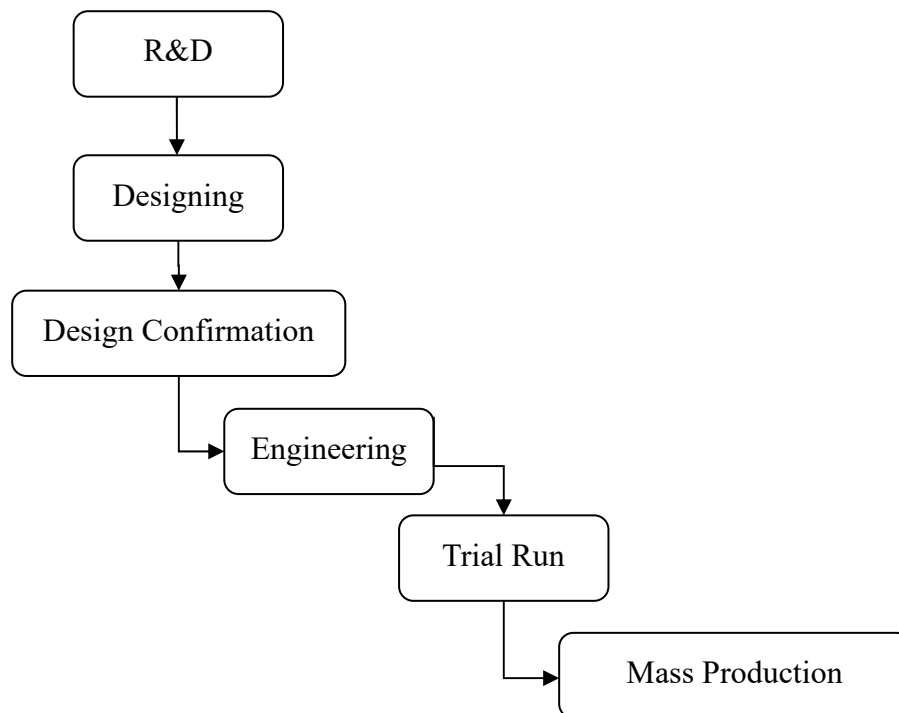 R&D
Designing
Design Confirmation
Engineering
Trial Run
Mass Production